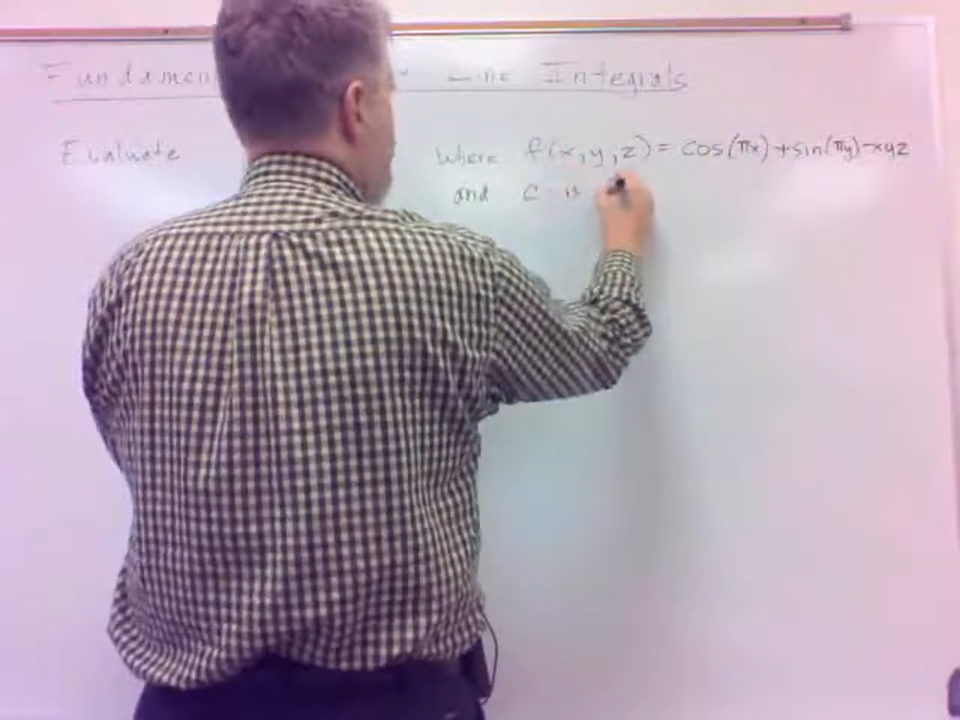 Fundamen Line Integrals
Evaluate where f(x,y,z) = cos(πx) + sin(πy) - xyz
and C is